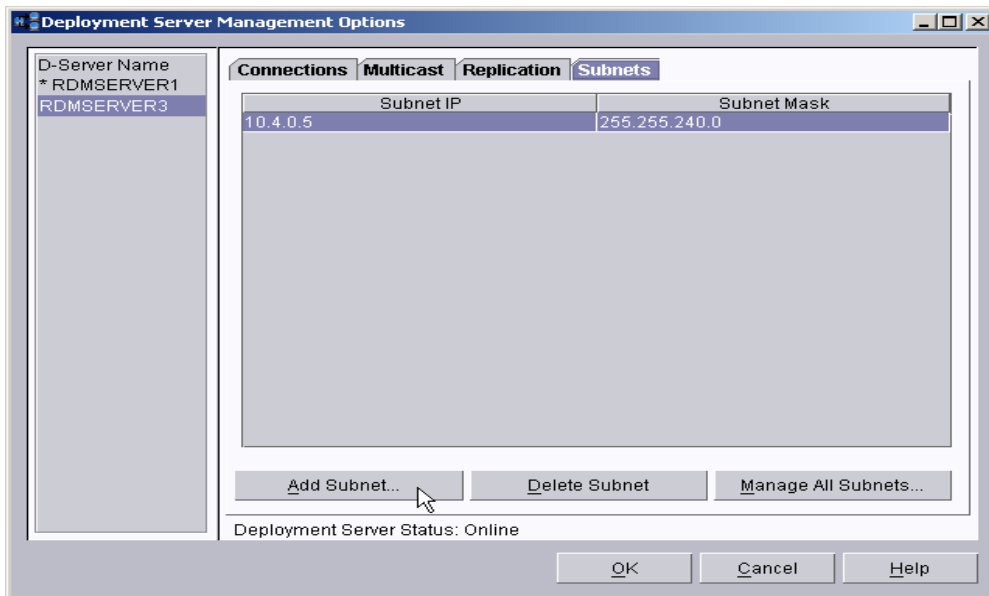 Deployment Server Management Options
D-Server Name
* RDMSERVER1
RDMSERVER3
Connections Multicast Replication Subnets
Subnet IP Subnet Mask
10.4.0.5 255.255.240.0
Add Subnet... Delete Subnet Manage All Subnets...
Deployment Server Status: Online
OK Cancel Help